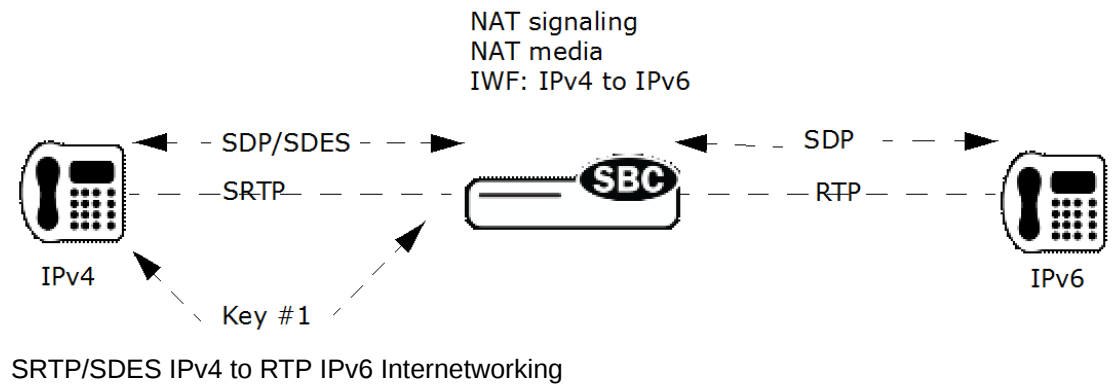 NAT signaling
NAT media
IWF: IPv4 to IPv6
SDP/SDES
SDP
SRTP
SBC
RTP
IPv4
IPv6
Key #1
SRTP/SDES IPv4 to RTP IPv6 Internetworking